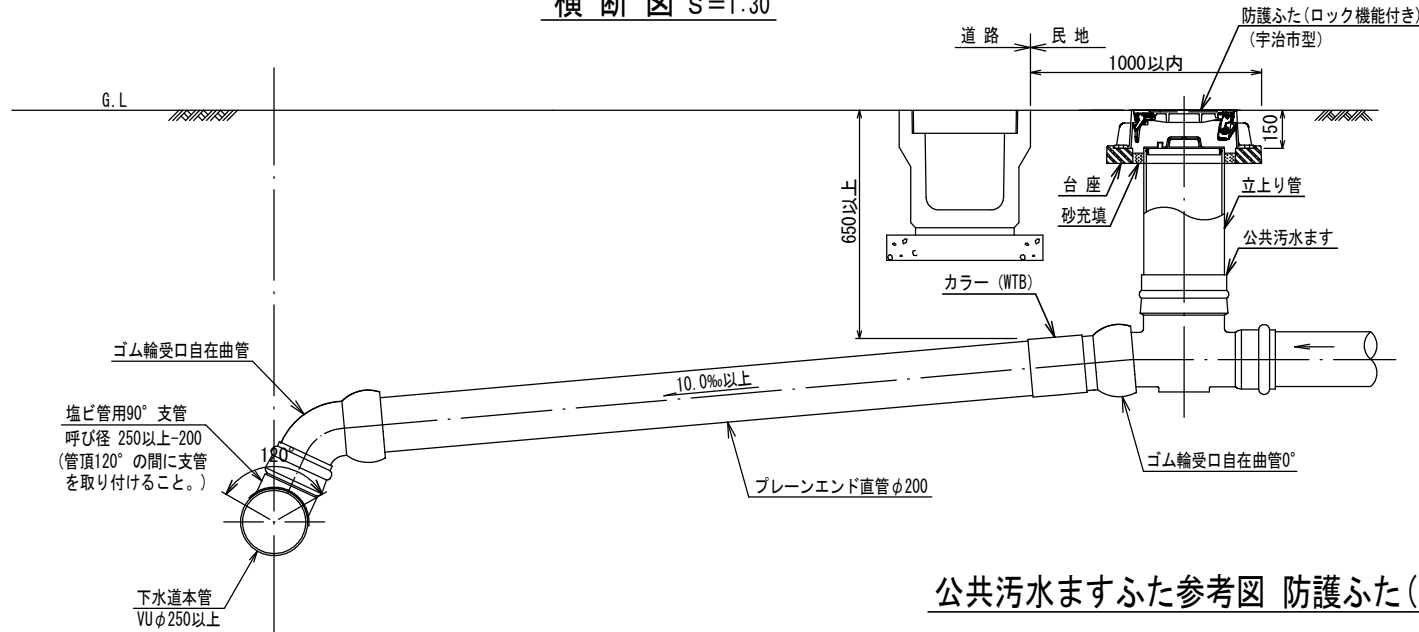 横 断 図 S=1:30
防護ふた(ロック機能付き)
(宇治市型)
道 路
民 地
1000以内
G.L
150
650以上
台 座
砂充填
立上り管
公共汚水ます
カラー (WTB)
ゴム輪受口自在曲管
10.0‰以上
塩ビ管用90° 支管
呼び径 250以上-200
(管頂120° の間に支管
を取り付けること。)
120°
ゴム輪受口自在曲管0°
プレーンエンド直管φ200
下水道本管
VUφ250以上
公共汚水ますふた参考図 防護ふた(